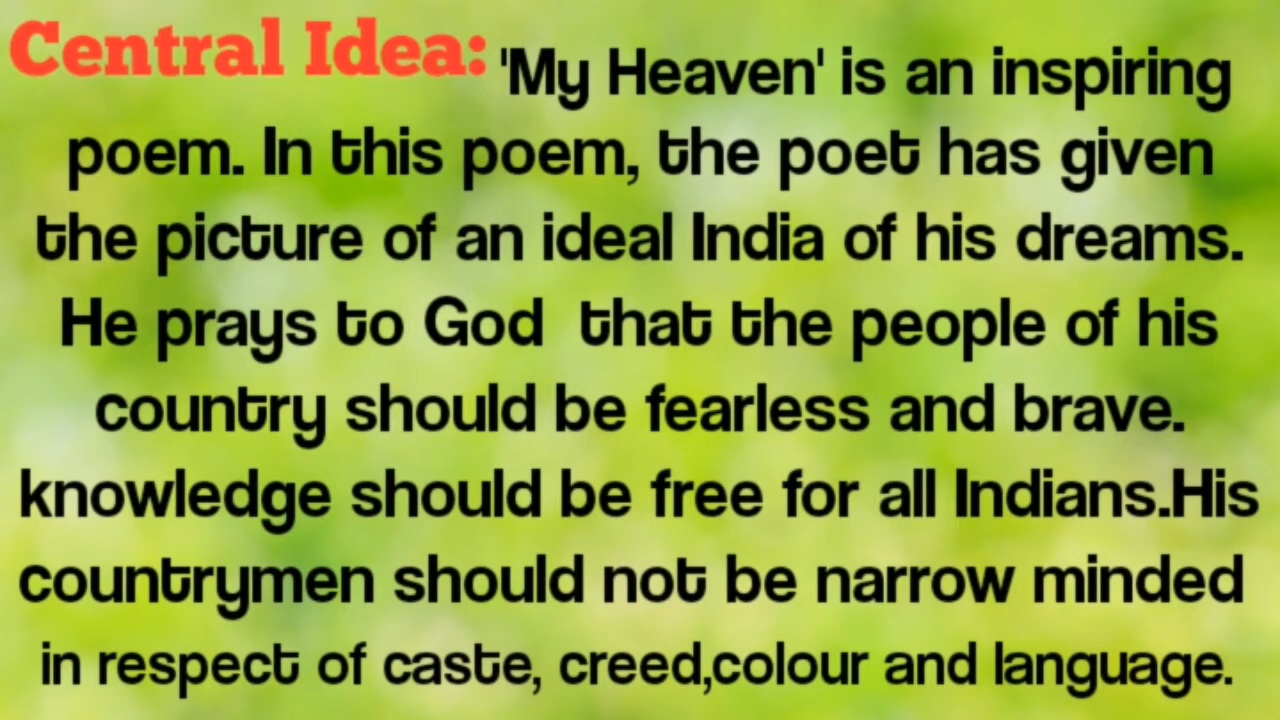 Central Idea: 'My Heaven' is an inspiring
poem. In this poem, the poet has given
the picture of an ideal India of his dreams.
He prays to God that the people of his
country should be fearless and brave.
knowledge should be free for all Indians.His
countrymen should not be narrow minded
in respect of caste, creed,colour and language.